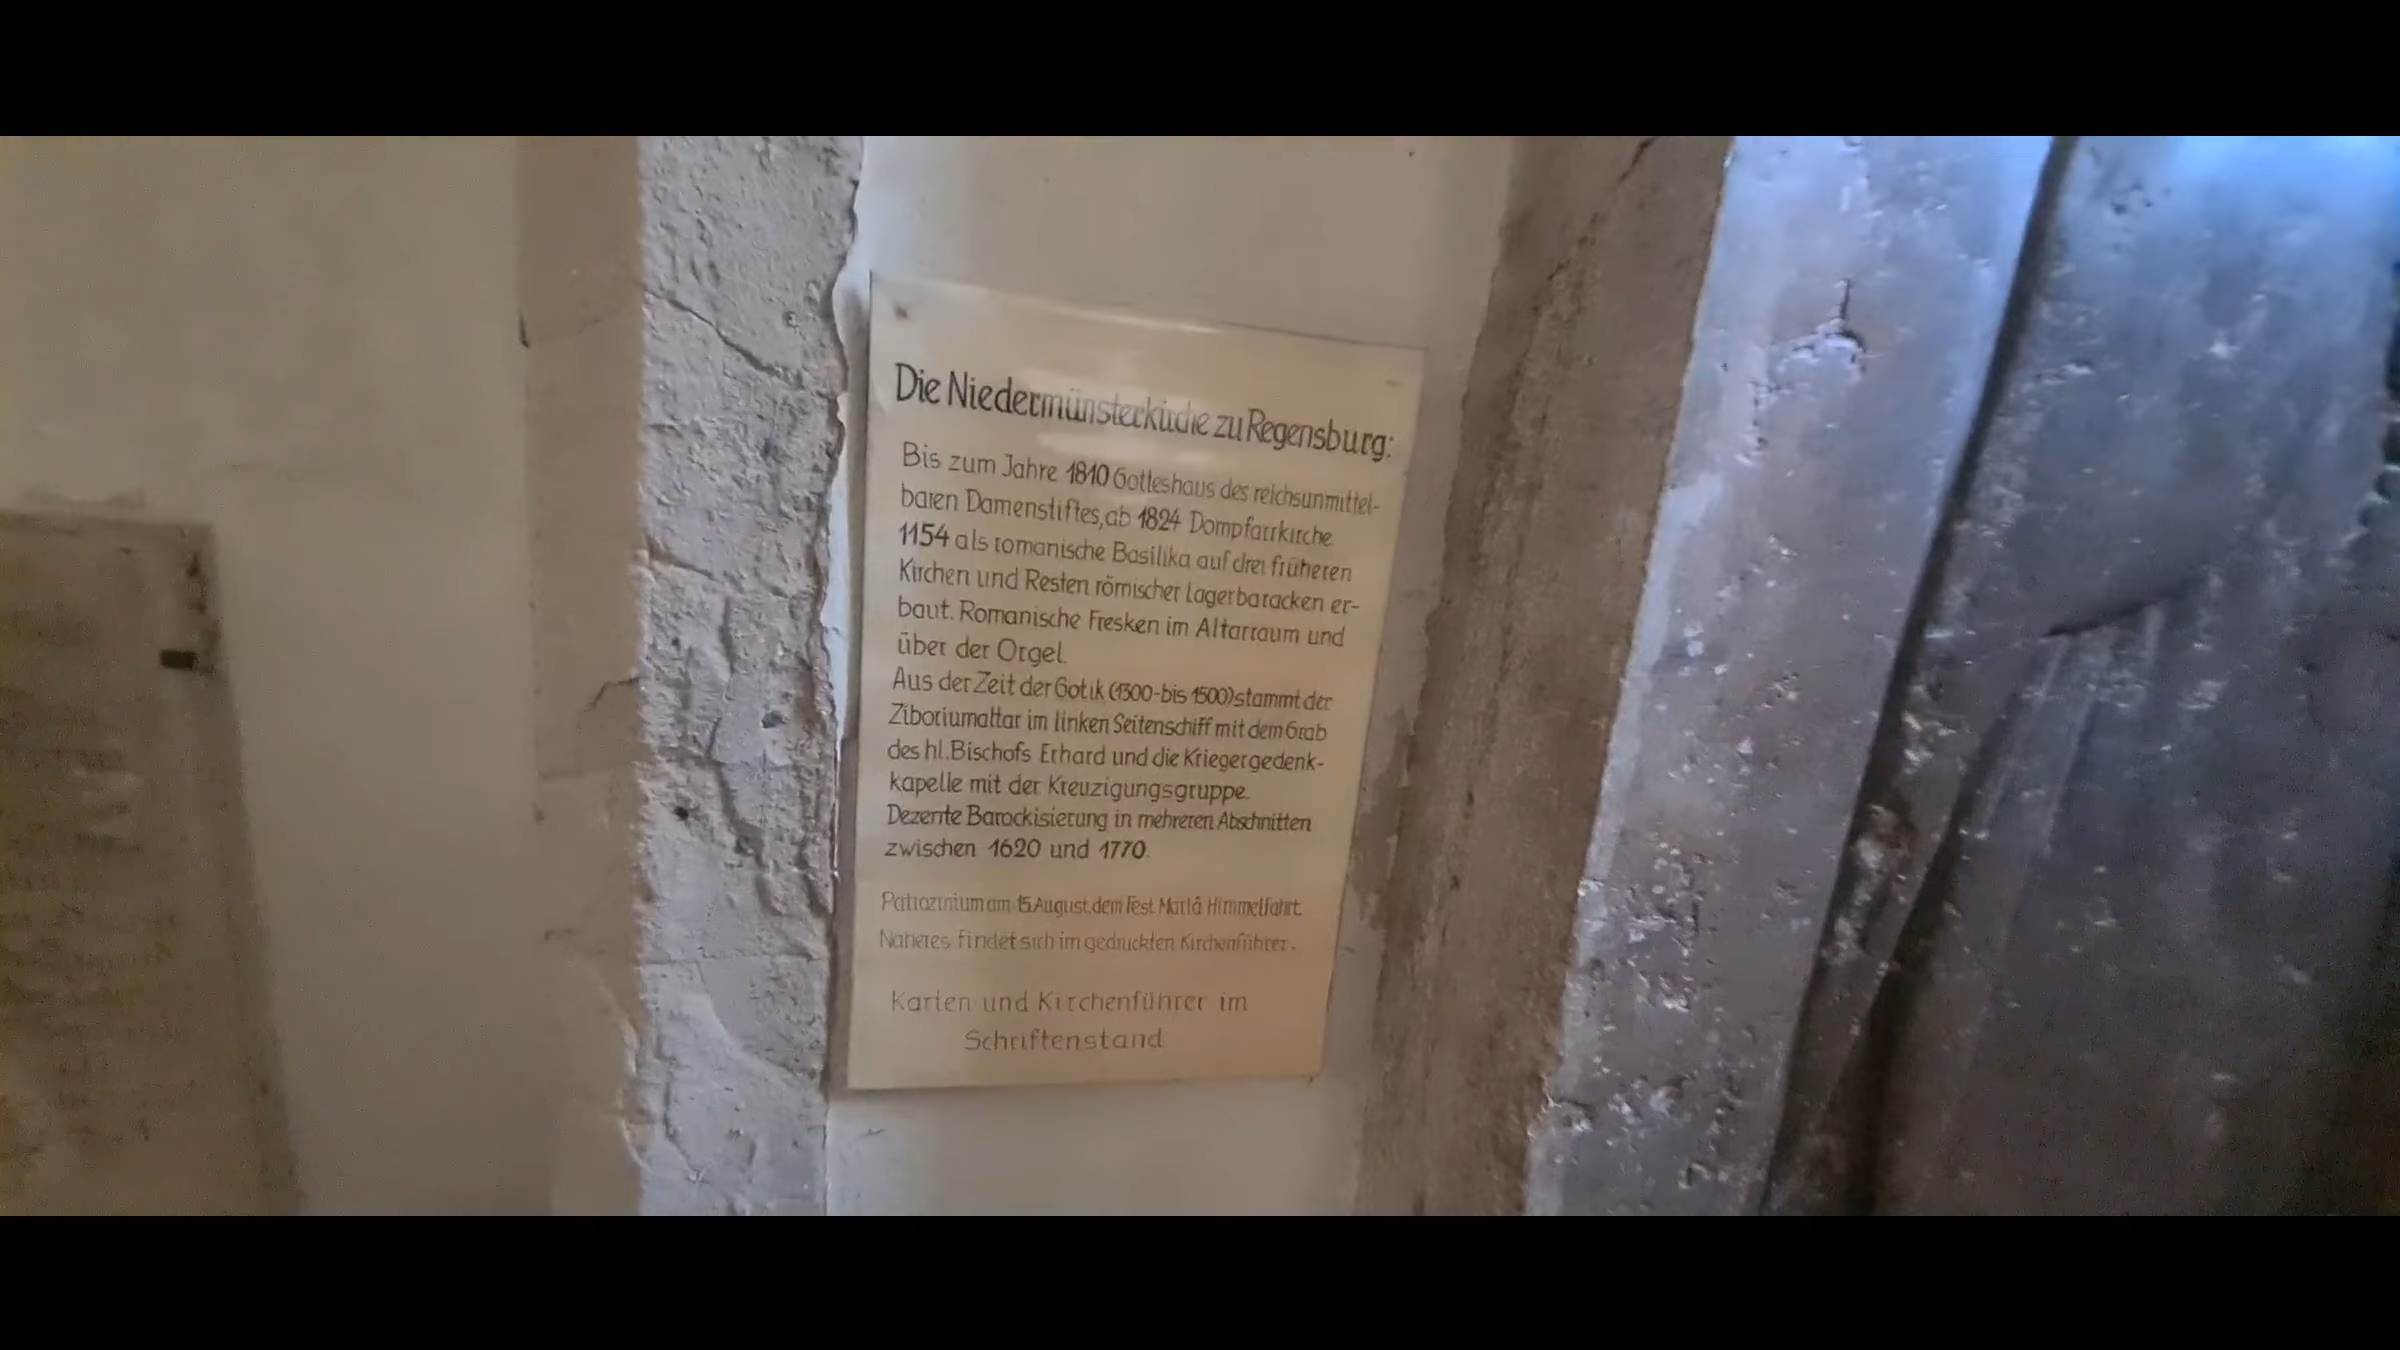 Die Niedermünsterkirche zu Regensburg:
Bis zum Jahre 1810 Gotteshaus des reichsunmittel-
baren Damenstiftes, ab 1824 Dompfarrkirche
1154 als romanische Basilika auf drei früheren
Kirchen und Resten römischer Lagerbaracken er-
baut. Romanische Fresken im Altarraum und
über der Orgel.
Aus der Zeit der Gotik (1300-bis 1500) stammt der
Ziboriumaltar im linken Seitenschiff mit dem Grab
des hl. Bischofs Erhard und die Kriegergedenk-
kapelle mit der Kreuzigungsgruppe.
Dezente Barockisierung in mehreren Abschnitten
zwischen 1620 und 1770.
Patrozinium am 15. August, dem Fest Mariä Himmelfahrt.
Näheres findet sich im gedruckten Kirchenführer.
Karten und Kirchenführer im
Schriftenstand